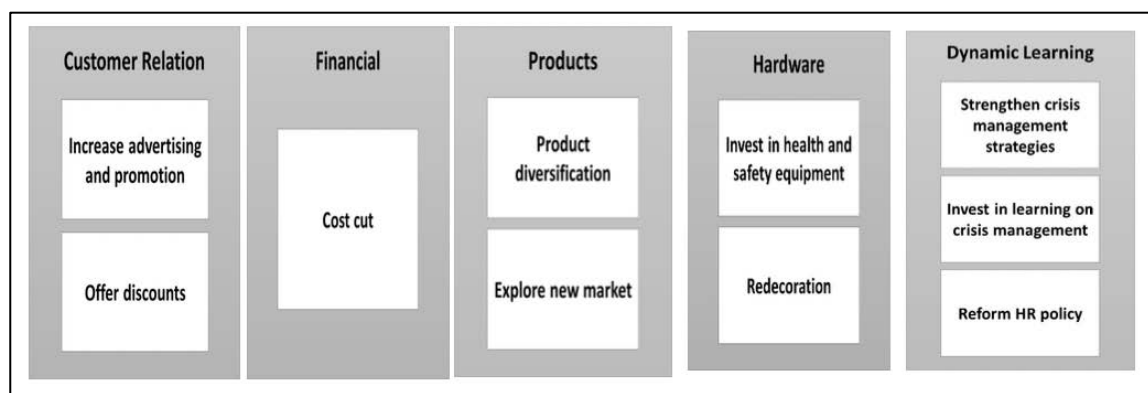 Customer Relation
Increase advertising
and promotion
Offer discounts
Financial
Cost cut
Products
Product
diversification
Explore new market
Hardware
Invest in health and
safety equipment
Redecoration
Dynamic Learning
Strengthen crisis
management
strategies
Invest in learning on
crisis management
Reform HR policy